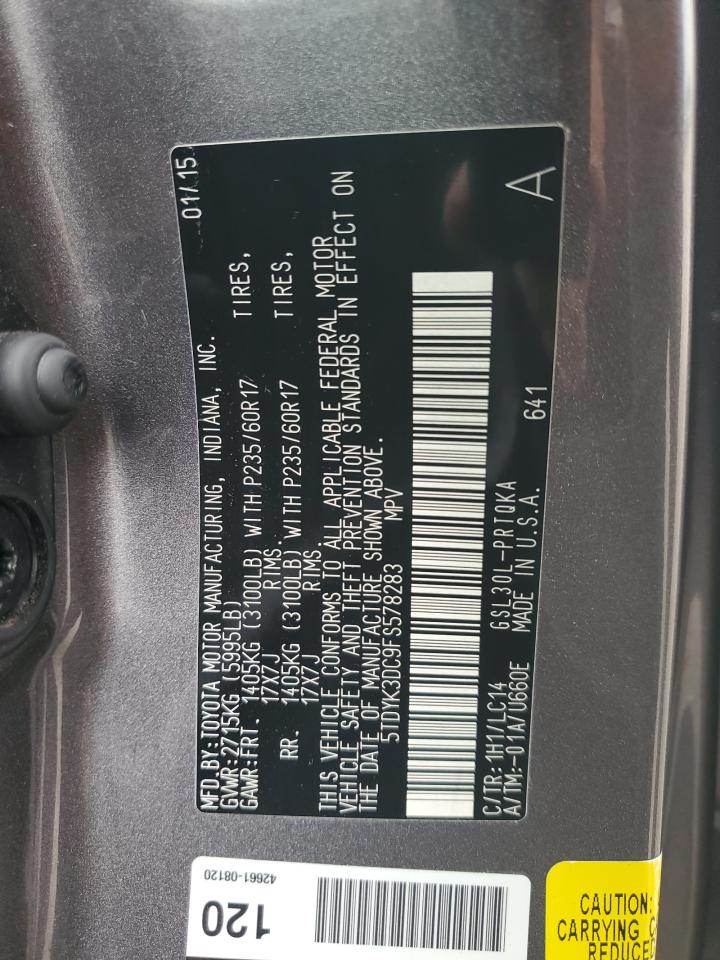 MFD.BY:TOYOTA MOTOR MANUFACTURING, INDIANA, INC. 01/15
GVWR:2715KG (5995LB)
GAWR:FRT. 1405KG (3100LB) WITH P235/60R17 TIRES,
17X7J RIMS.
RR. 1405KG (3100LB) WITH P235/60R17 TIRES,
17X7J RIMS.
THIS VEHICLE CONFORMS TO ALL APPLICABLE FEDERAL MOTOR
VEHICLE SAFETY AND THEFT PREVENTION STANDARDS IN EFFECT ON
THE DATE OF MANUFACTURE SHOWN ABOVE.
5TDYK3DC9FS578283 MPV
C/TR:1H1/LC14 GSL30L-PRTQKA 641 A
A/TM:-01A/U660E MADE IN U.S.A.
120
42661-08120
CAUTION:
CARRYING
REDUCE